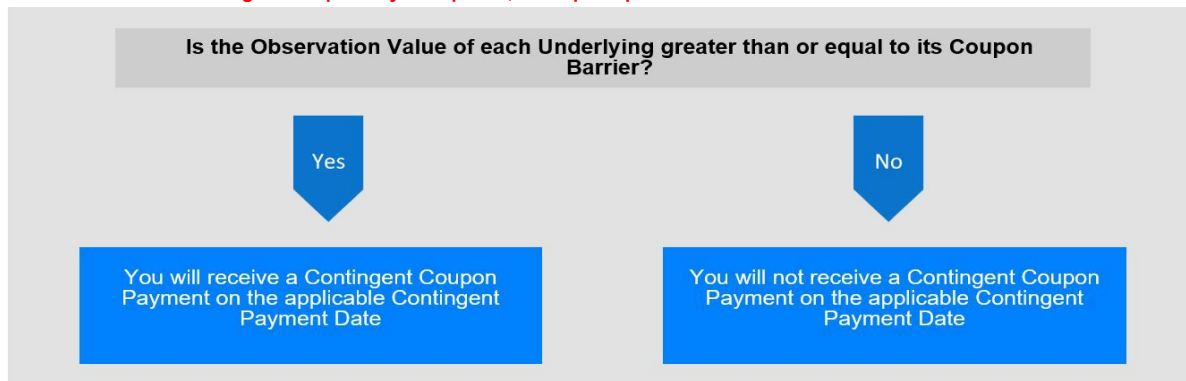 Is the Observation Value of each Underlying greater than or equal to its Coupon
Barrier?
Yes
No
You will receive a Contingent Coupon
Payment on the applicable Contingent
Payment Date
You will not receive a Contingent Coupon
Payment on the applicable Contingent
Payment Date